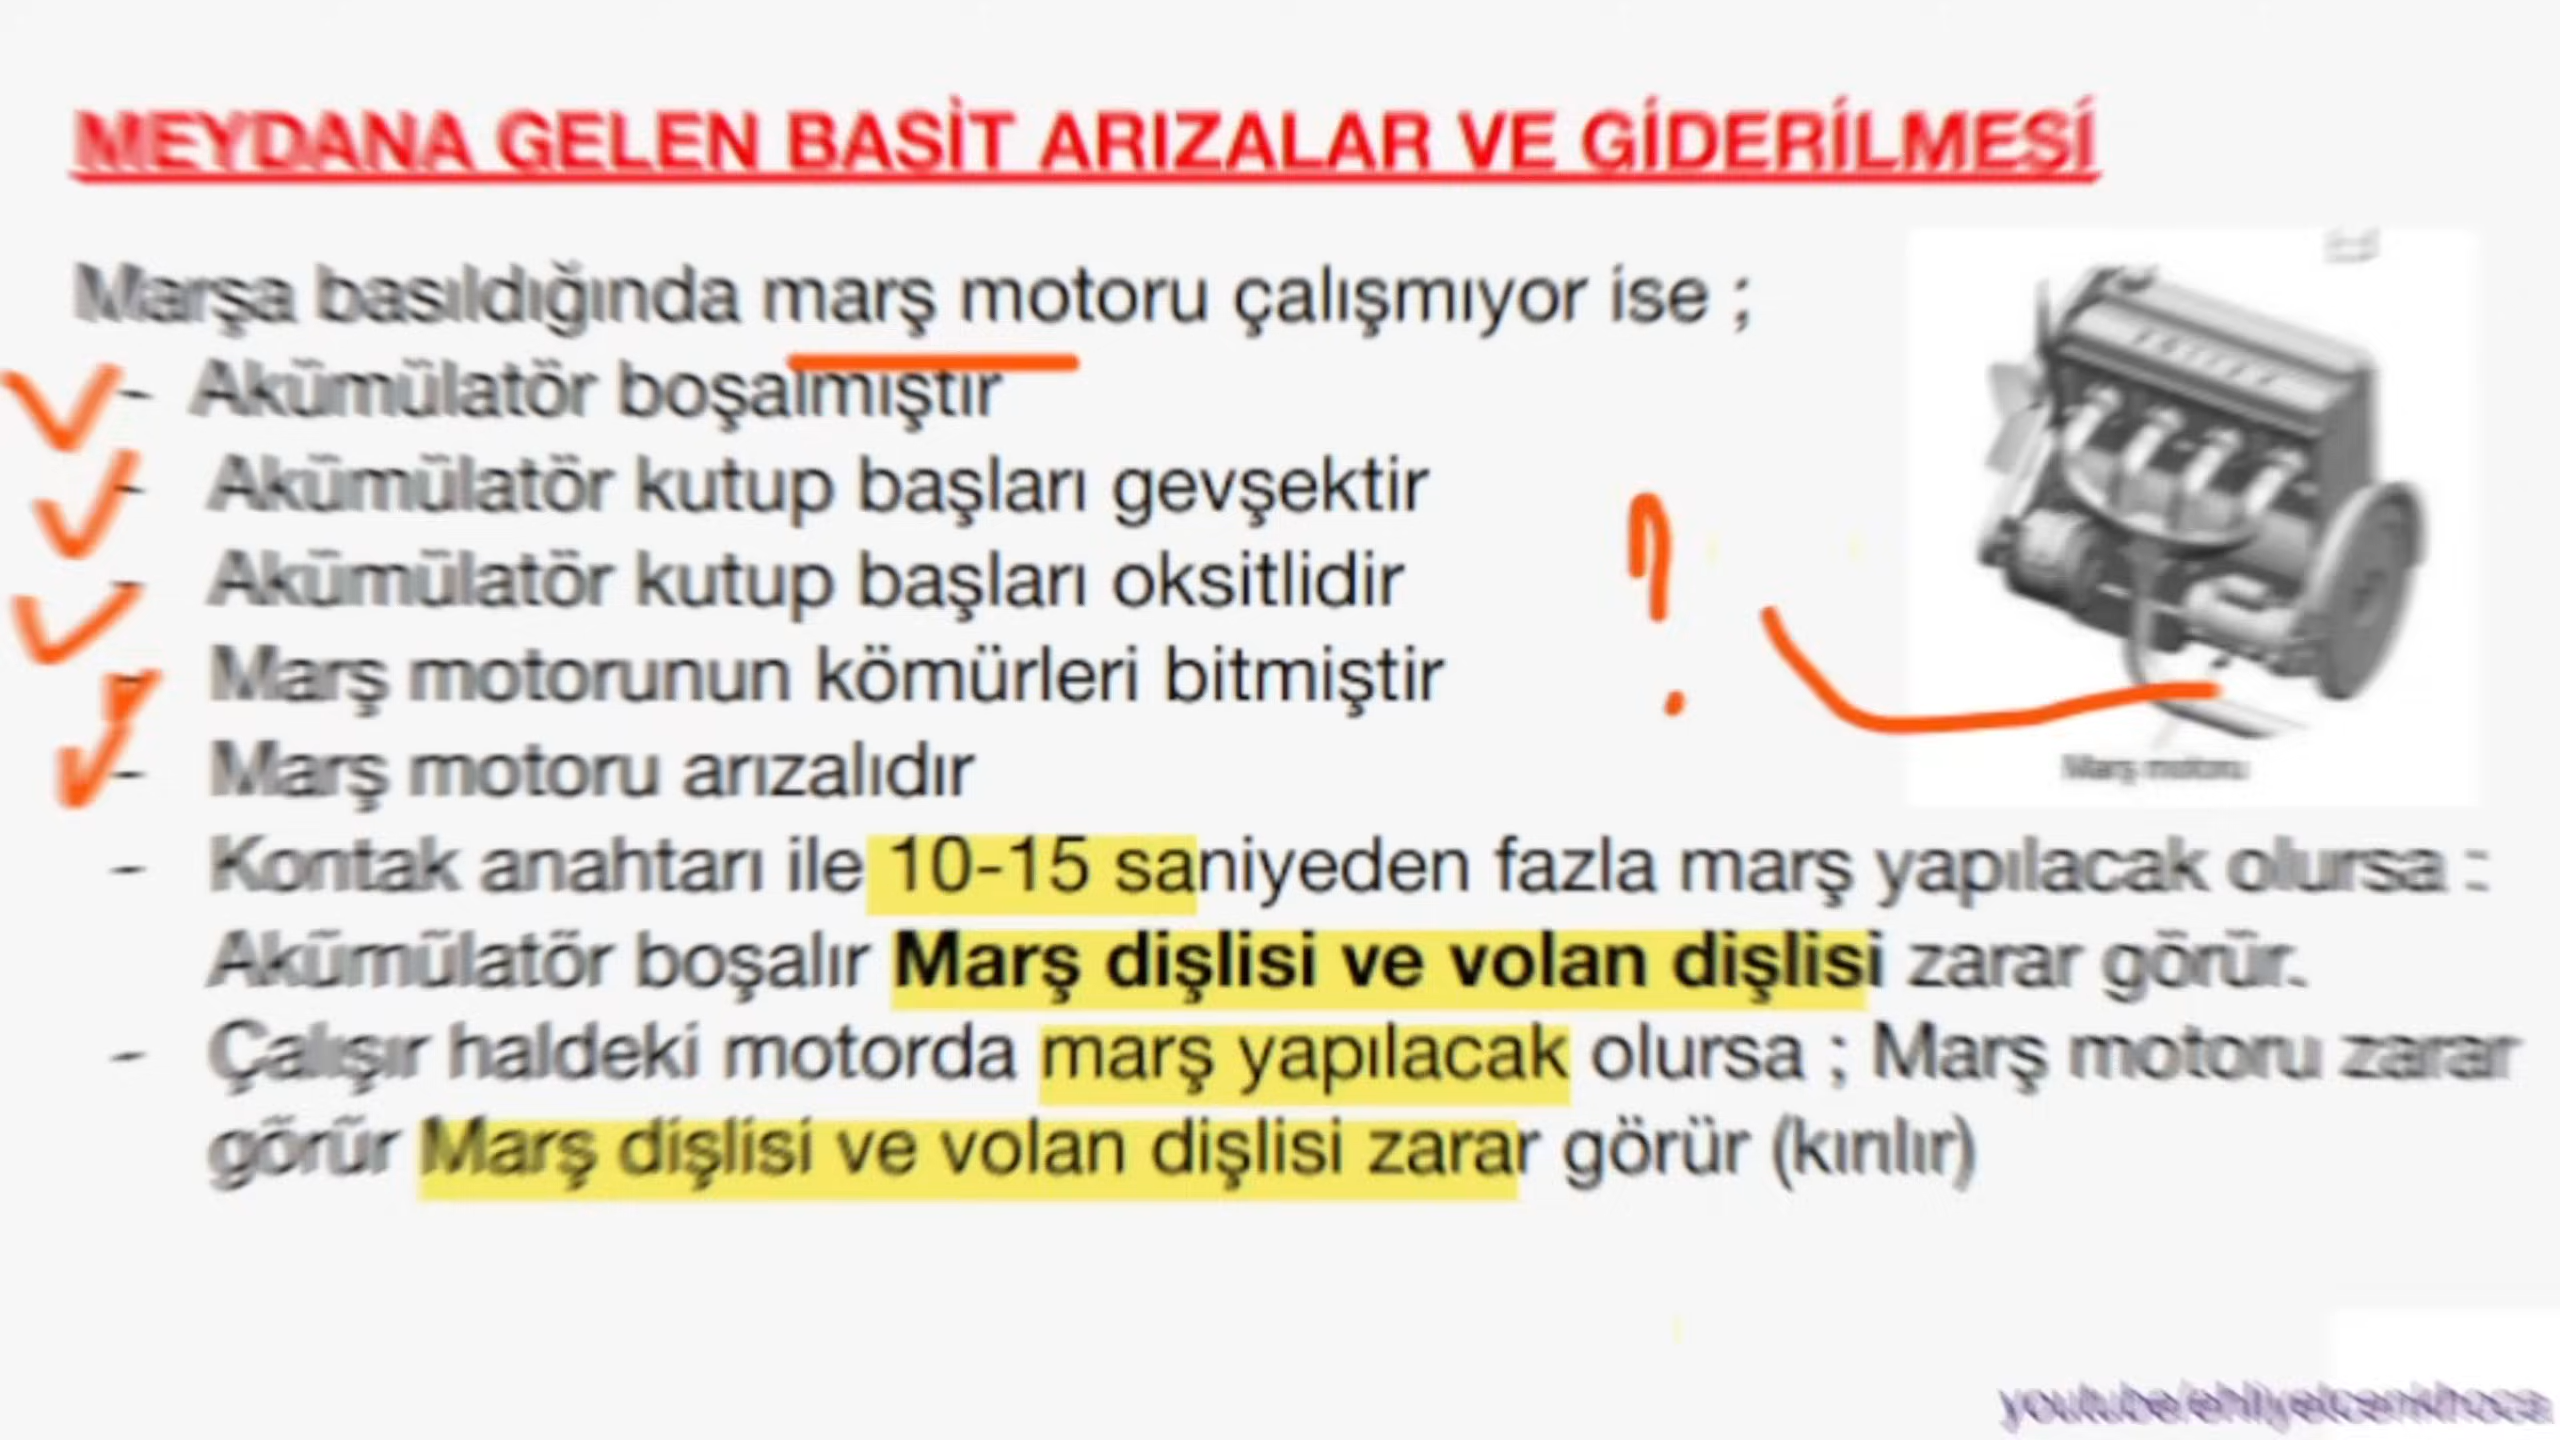 MEYDANA GELEN BASİT ARIZALAR VE GİDERİLMESİ
Marşa basıldığında marş motoru çalışmıyor ise ;
- Akümülatör boşalmıştır
- Akümülatör kutup başları gevşektir
- Akümülatör kutup başları oksitlidir
- Marş motorunun kömürleri bitmiştir
- Marş motoru arızalıdır
Marş motoru
- Kontak anahtarı ile 10-15 saniyeden fazla marş yapılacak olursa :
Akümülatör boşalır Marş dişlisi ve volan dişlisi zarar görür.
- Çalışır haldeki motorda marş yapılacak olursa ; Marş motoru zarar
görür Marş dişlisi ve volan dişlisi zarar görür (kırılır)
youtube/ehliyetcenkhoca